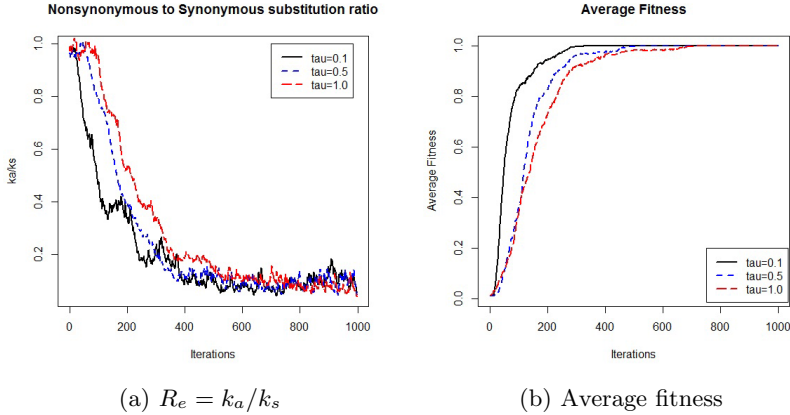 Nonsynonymous to Synonymous substitution ratio
ka/ks
1.0
0.8
0.6
0.4
0.2
tau=0.1
tau=0.5
tau=1.0
0 200 400 600 800 1000
Iterations
(a) Re = ka/ks
Average Fitness
Average Fitness
1.0
0.8
0.6
0.4
0.2
0.0
tau=0.1
tau=0.5
tau=1.0
0 200 400 600 800 1000
Iterations
(b) Average fitness